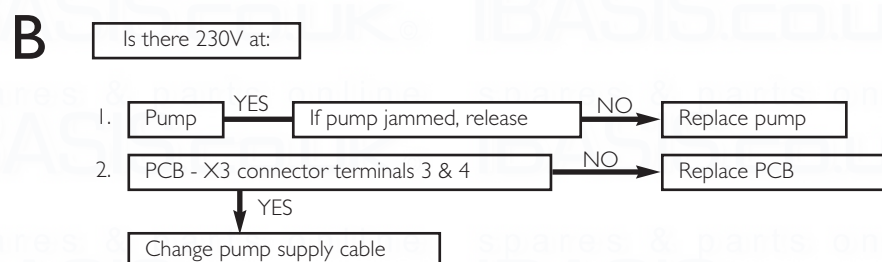 B Is there 230V at:
1. Pump YES If pump jammed, release NO Replace pump
2. PCB - X3 connector terminals 3 & 4 NO Replace PCB
YES
Change pump supply cable